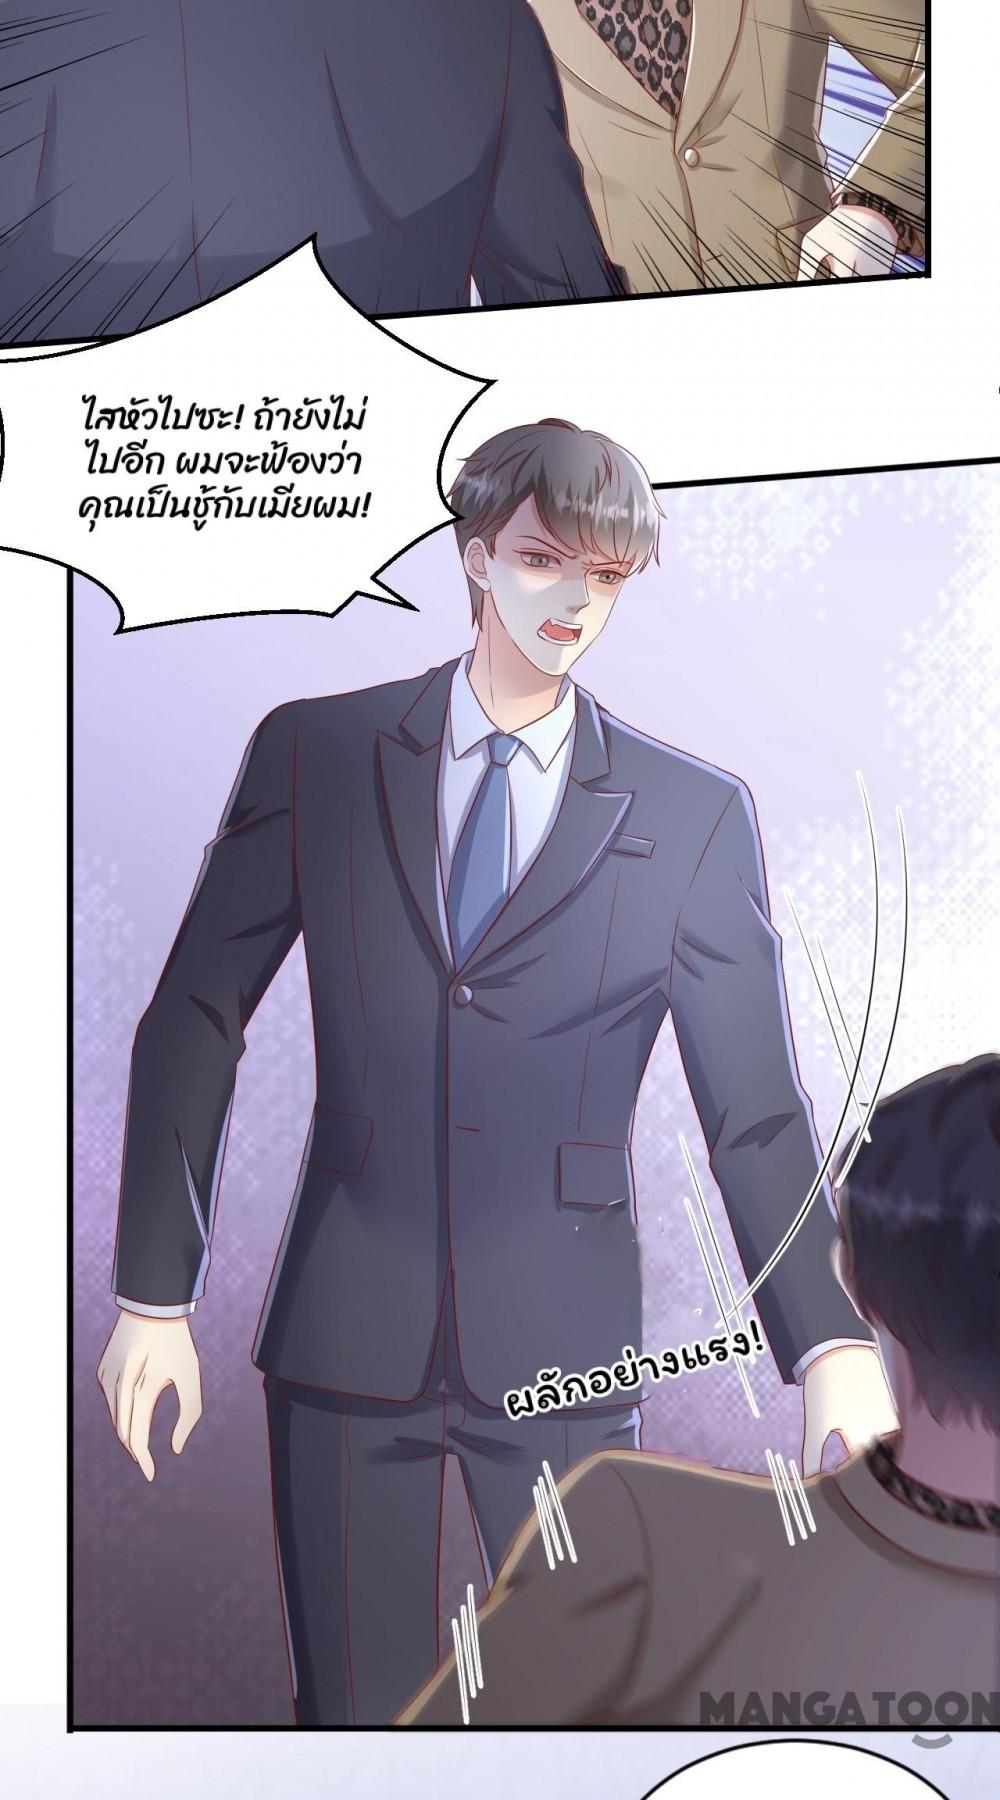 ไสหัวไปซะ! ถ้ายังไม่
ไปอีก ผมจะฟ้องว่า
คุณเป็นชู้กับเมียผม!
ผลักอย่างแรง!
MANGATOON